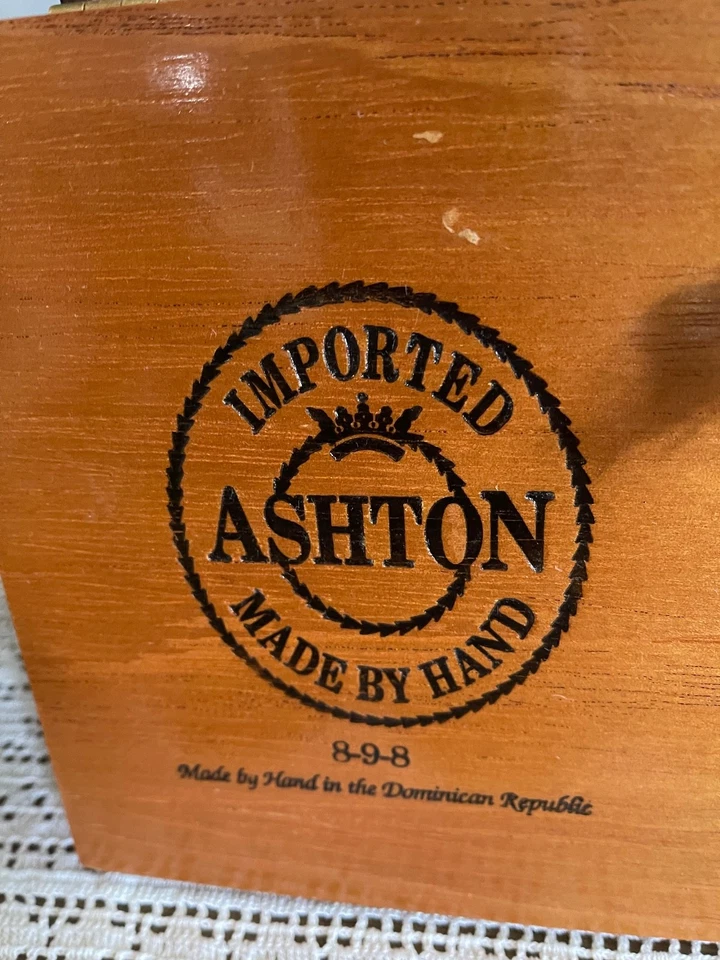 IMPORTED
ASHTON
MADE BY HAND
8-9-8
Made by Hand in the Dominican Republic